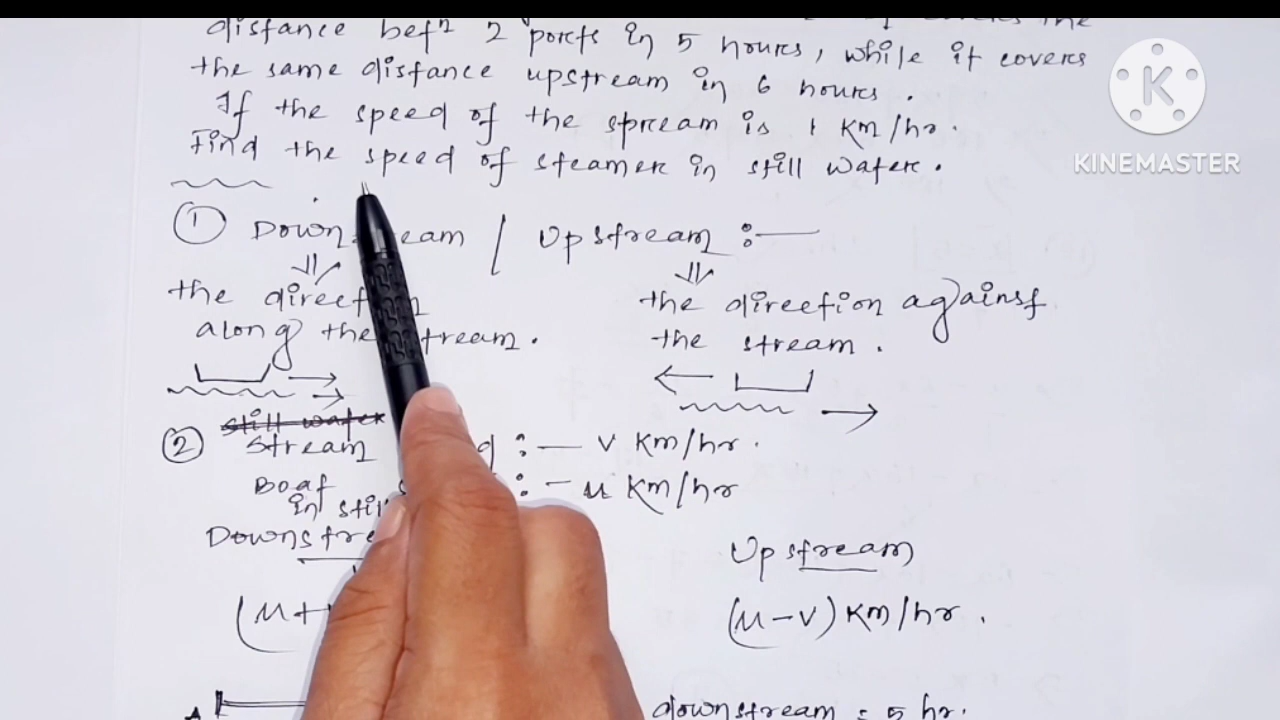 distance betⁿ 2 ports in 5 hours, while it covers
the same distance upstream in 6 hours.
If the speed of the stream is 1 Km/hr.
Find the speed of steamer in still water.
① Down eam / Upstream :—
the direction against
along the tream.
the stream.
still water
② stream :— v Km/hr.
Boat :– u Km/hr
in still
Downstre
Upstream
(u+
(u-v) Km/hr.
A
downstream = 5 hr.
K
KINEMASTER